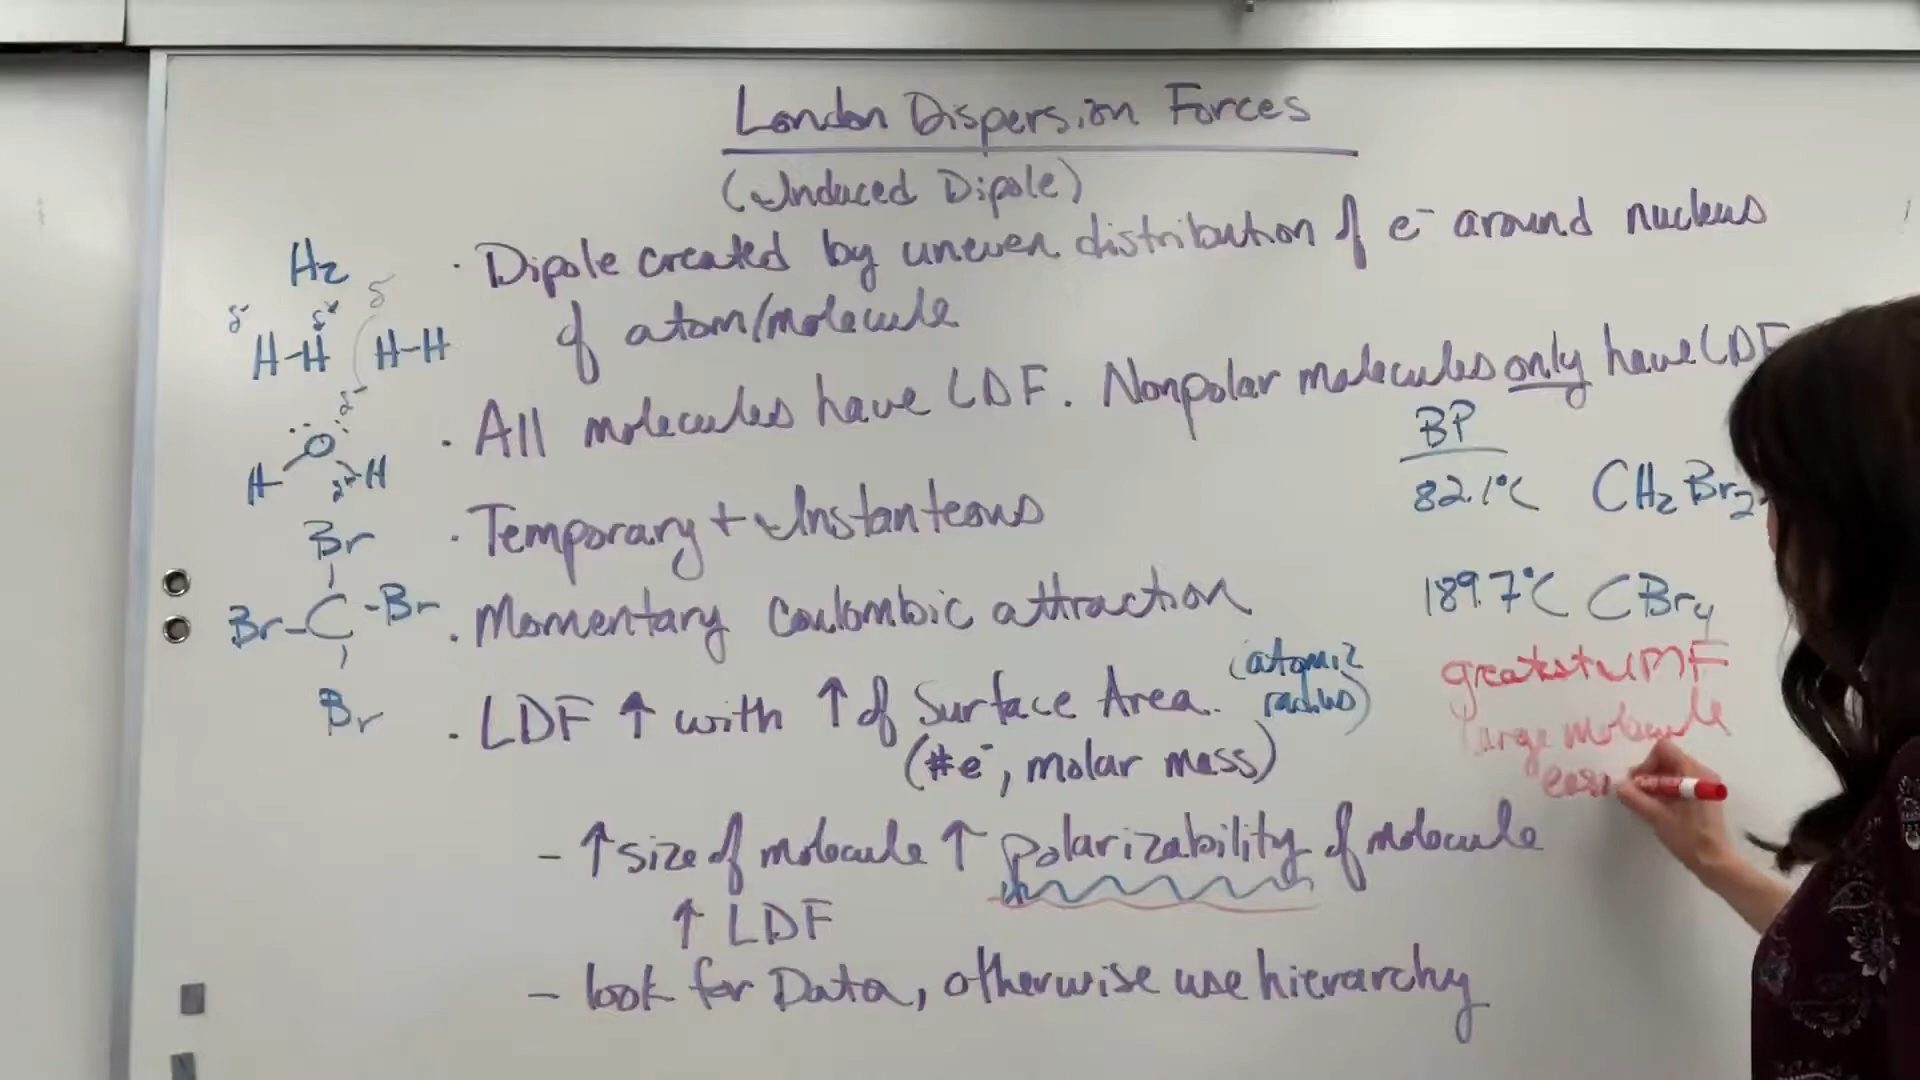 London Dispersion Forces
(Induced Dipole)
· Dipole created by uneven distribution of e⁻ around nucleus
of atom/molecule
· All molecules have LDF. Nonpolar molecules only have LDF
· Temporary + Instanteous
· Momentary Coulombic attraction
· LDF ↑ with ↑ of Surface Area. (atomic
radius)
(#e⁻, molar mass)
- ↑ size of molecule ↑ polarizability of molecule
↑ LDF
- look for Data, otherwise use hierarchy
H₂
δ⁻ δ⁺ δ
H-H H-H
δ⁻
O
H H
Br
Br-C-Br
Br
BP
82.1°C CH₂Br₂
189.7°C CBr₄
greatest IMF
large molecule